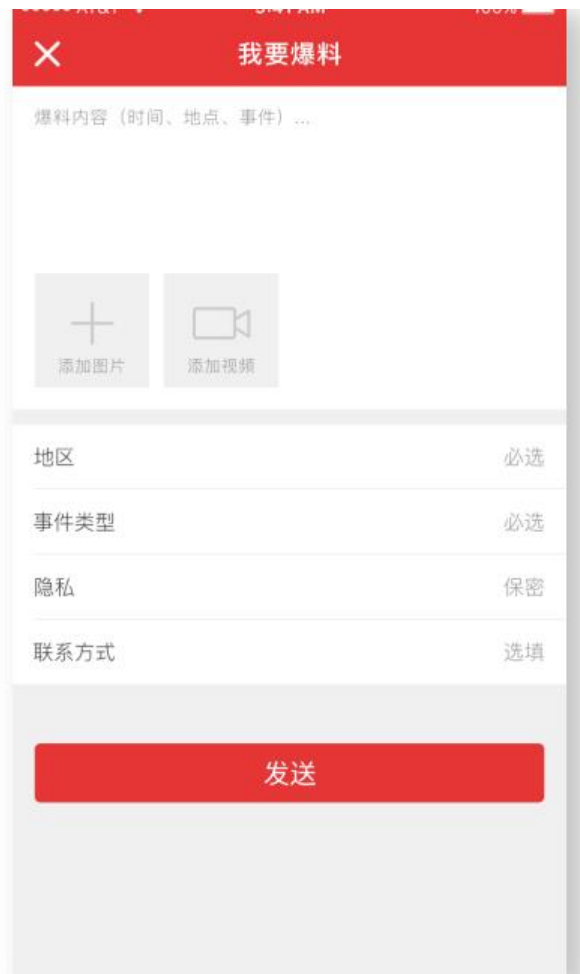 我要爆料
爆料内容（时间、地点、事件）...
添加图片 添加视频
地区 必选
事件类型 必选
隐私 保密
联系方式 选填
发送